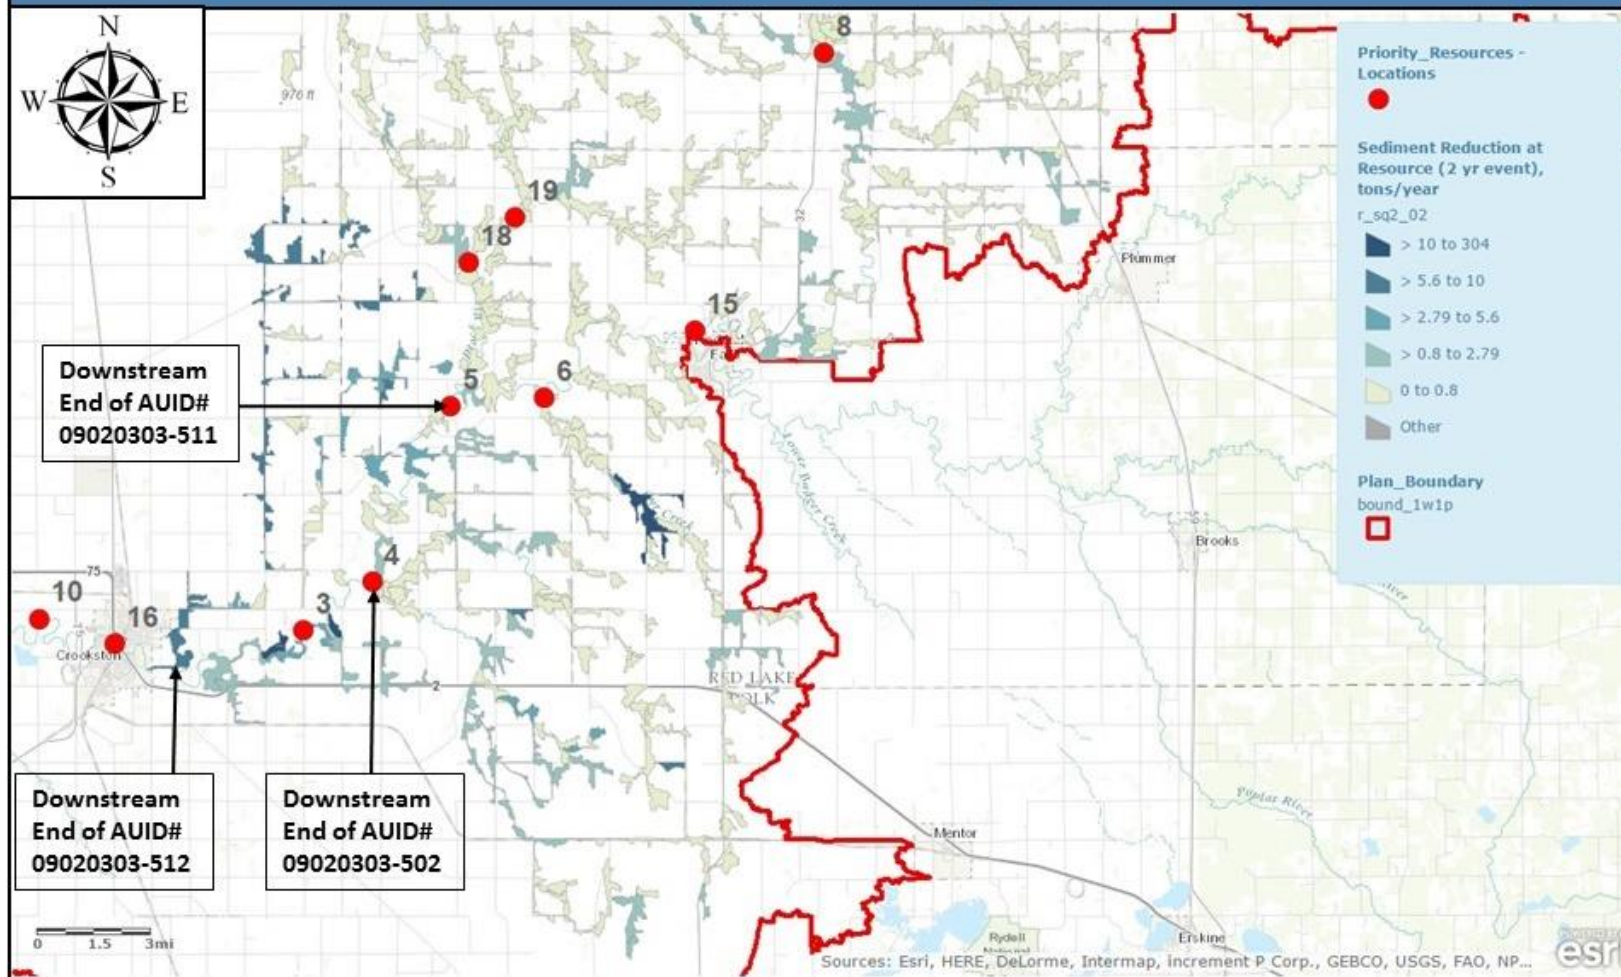 N
W
E
S
976 ft
8
4
19
18
32
Plummer
15
5
6
Downstream
End of AUID#
09020303-511
Lower Badger Creek
Creek
Brooks
4
75
10
16
3
Crookston
2
RED LAKE
POLK
Downstream
End of AUID#
09020303-512
Downstream
End of AUID#
09020303-502
Poplar River
Mentor
Erskine
Rydell
0 1.5 3mi
Priority_Resources -
Locations
Sediment Reduction at
Resource (2 yr event),
tons/year
r_sq2_02
> 10 to 304
> 5.6 to 10
> 2.79 to 5.6
> 0.8 to 2.79
0 to 0.8
Other
Plan_Boundary
bound_1w1p
River
Sources: Esri, HERE, DeLorme, Intermap, increment P Corp., GEBCO, USGS, FAO, NP...
POWERED BY
esri